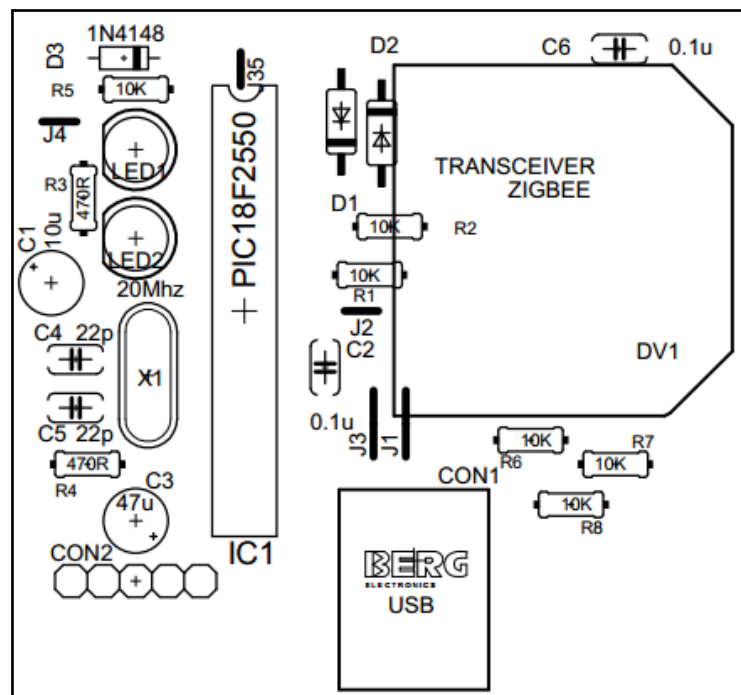 1N4148
D3
R5
10K
J35
D2
C6
0.1u
J4
LED1
R3
470R
PIC18F2550
TRANSCEIVER
ZIGBEE
D1
10K
R2
C1
10u
LED2
20Mhz
10K
R1
J2
C4
22p
C2
DV1
X1
C5
22p
0.1u
J3
J1
R6
10K
R7
10K
R4
470R
C3
47u
CON1
10K
R8
CON2
IC1
BERG
ELECTRONICS
USB